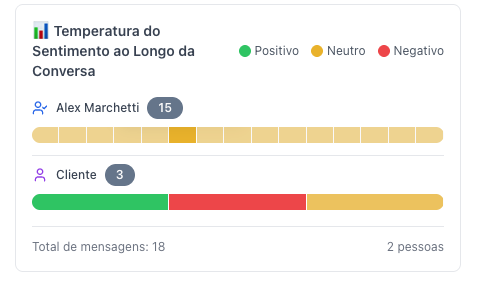 📊 Temperatura do
Sentimento ao Longo da
Conversa
Positivo Neutro Negativo
Alex Marchetti 15
Cliente 3
Total de mensagens: 18 2 pessoas